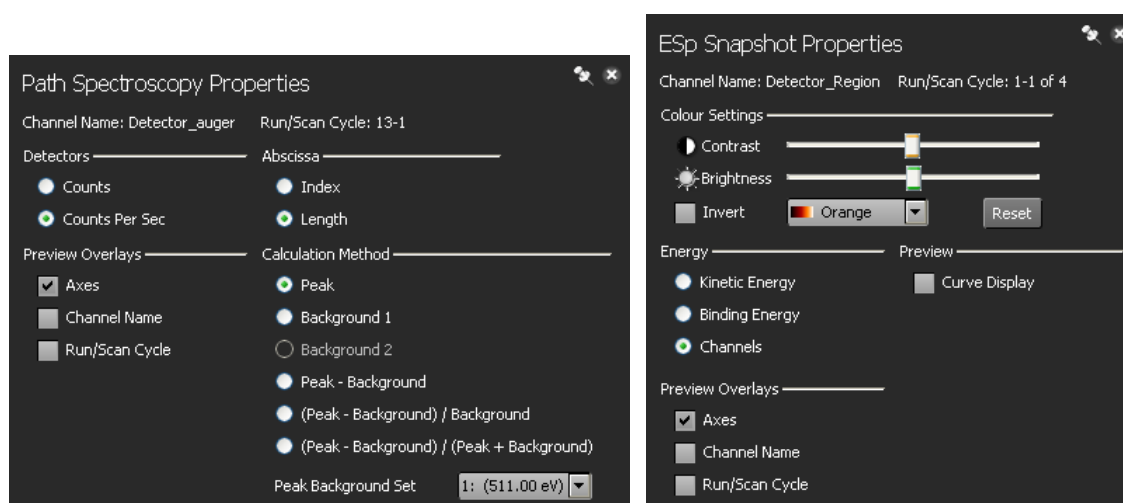 Path Spectroscopy Properties
Channel Name: Detector_auger Run/Scan Cycle: 13-1
Detectors Abscissa
Counts Index
Counts Per Sec Length
Preview Overlays Calculation Method
Axes Peak
Channel Name Background 1
Run/Scan Cycle Background 2
Peak - Background
(Peak - Background) / Background
(Peak - Background) / (Peak + Background)
Peak Background Set 1: (511.00 eV)
ESp Snapshot Properties
Channel Name: Detector_Region Run/Scan Cycle: 1-1 of 4
Colour Settings
Contrast
Brightness
Invert Orange Reset
Energy Preview
Kinetic Energy Curve Display
Binding Energy
Channels
Preview Overlays
Axes
Channel Name
Run/Scan Cycle